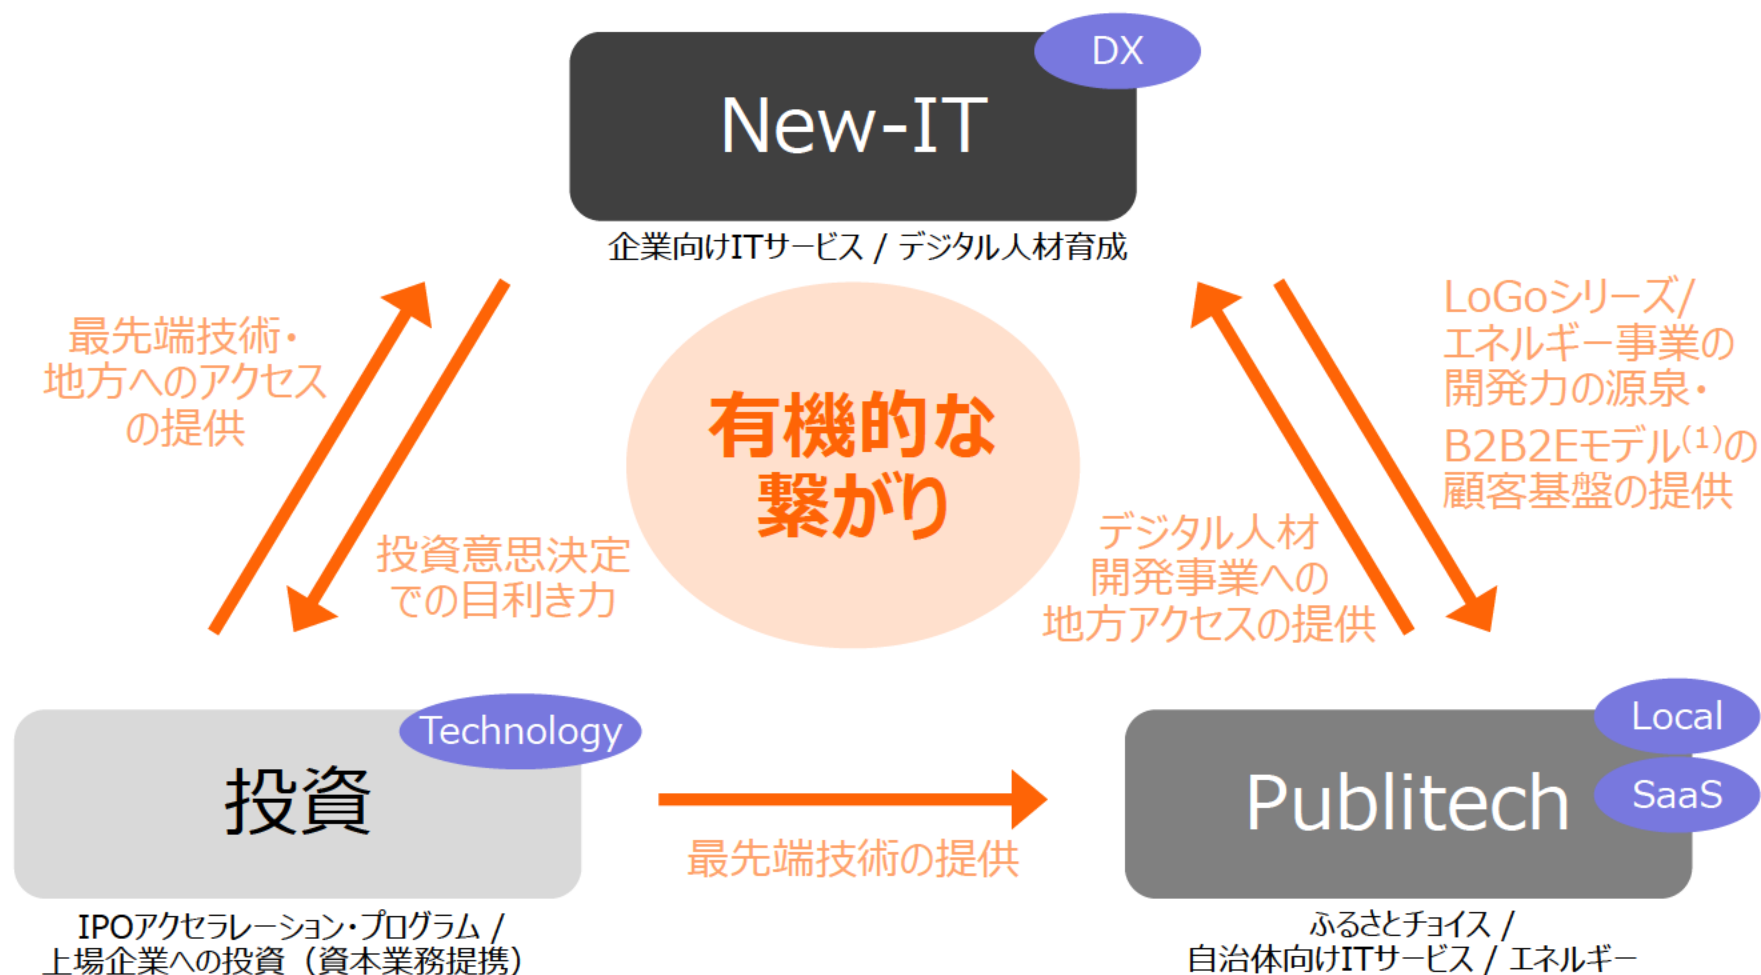 DX
New-IT
企業向けITサービス / デジタル人材育成
最先端技術・
地方へのアクセス
の提供
投資意思決定
での目利き力
有機的な
繋がり
LoGoシリーズ/
エネルギー事業の
開発力の源泉・
B2B2Eモデル(1)の
顧客基盤の提供
デジタル人材
開発事業への
地方アクセスの提供
Technology
投資
IPOアクセラレーション・プログラム /
上場企業への投資（資本業務提携）
最先端技術の提供
Local
SaaS
Publitech
ふるさとチョイス /
自治体向けITサービス / エネルギー